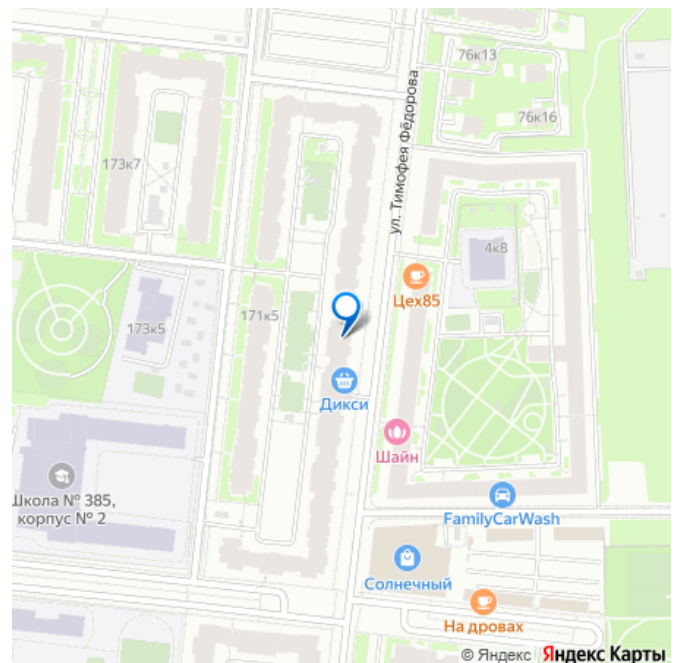 76к13
ул. Тимофея Фёдорова
76к16
173к7
4к8
Цех85
171к5
173к5
Дикси
Шайн
Школа № 385,
корпус № 2
FamilyCarWash
Солнечный
На дровах
© Яндекс Яндекс Карты